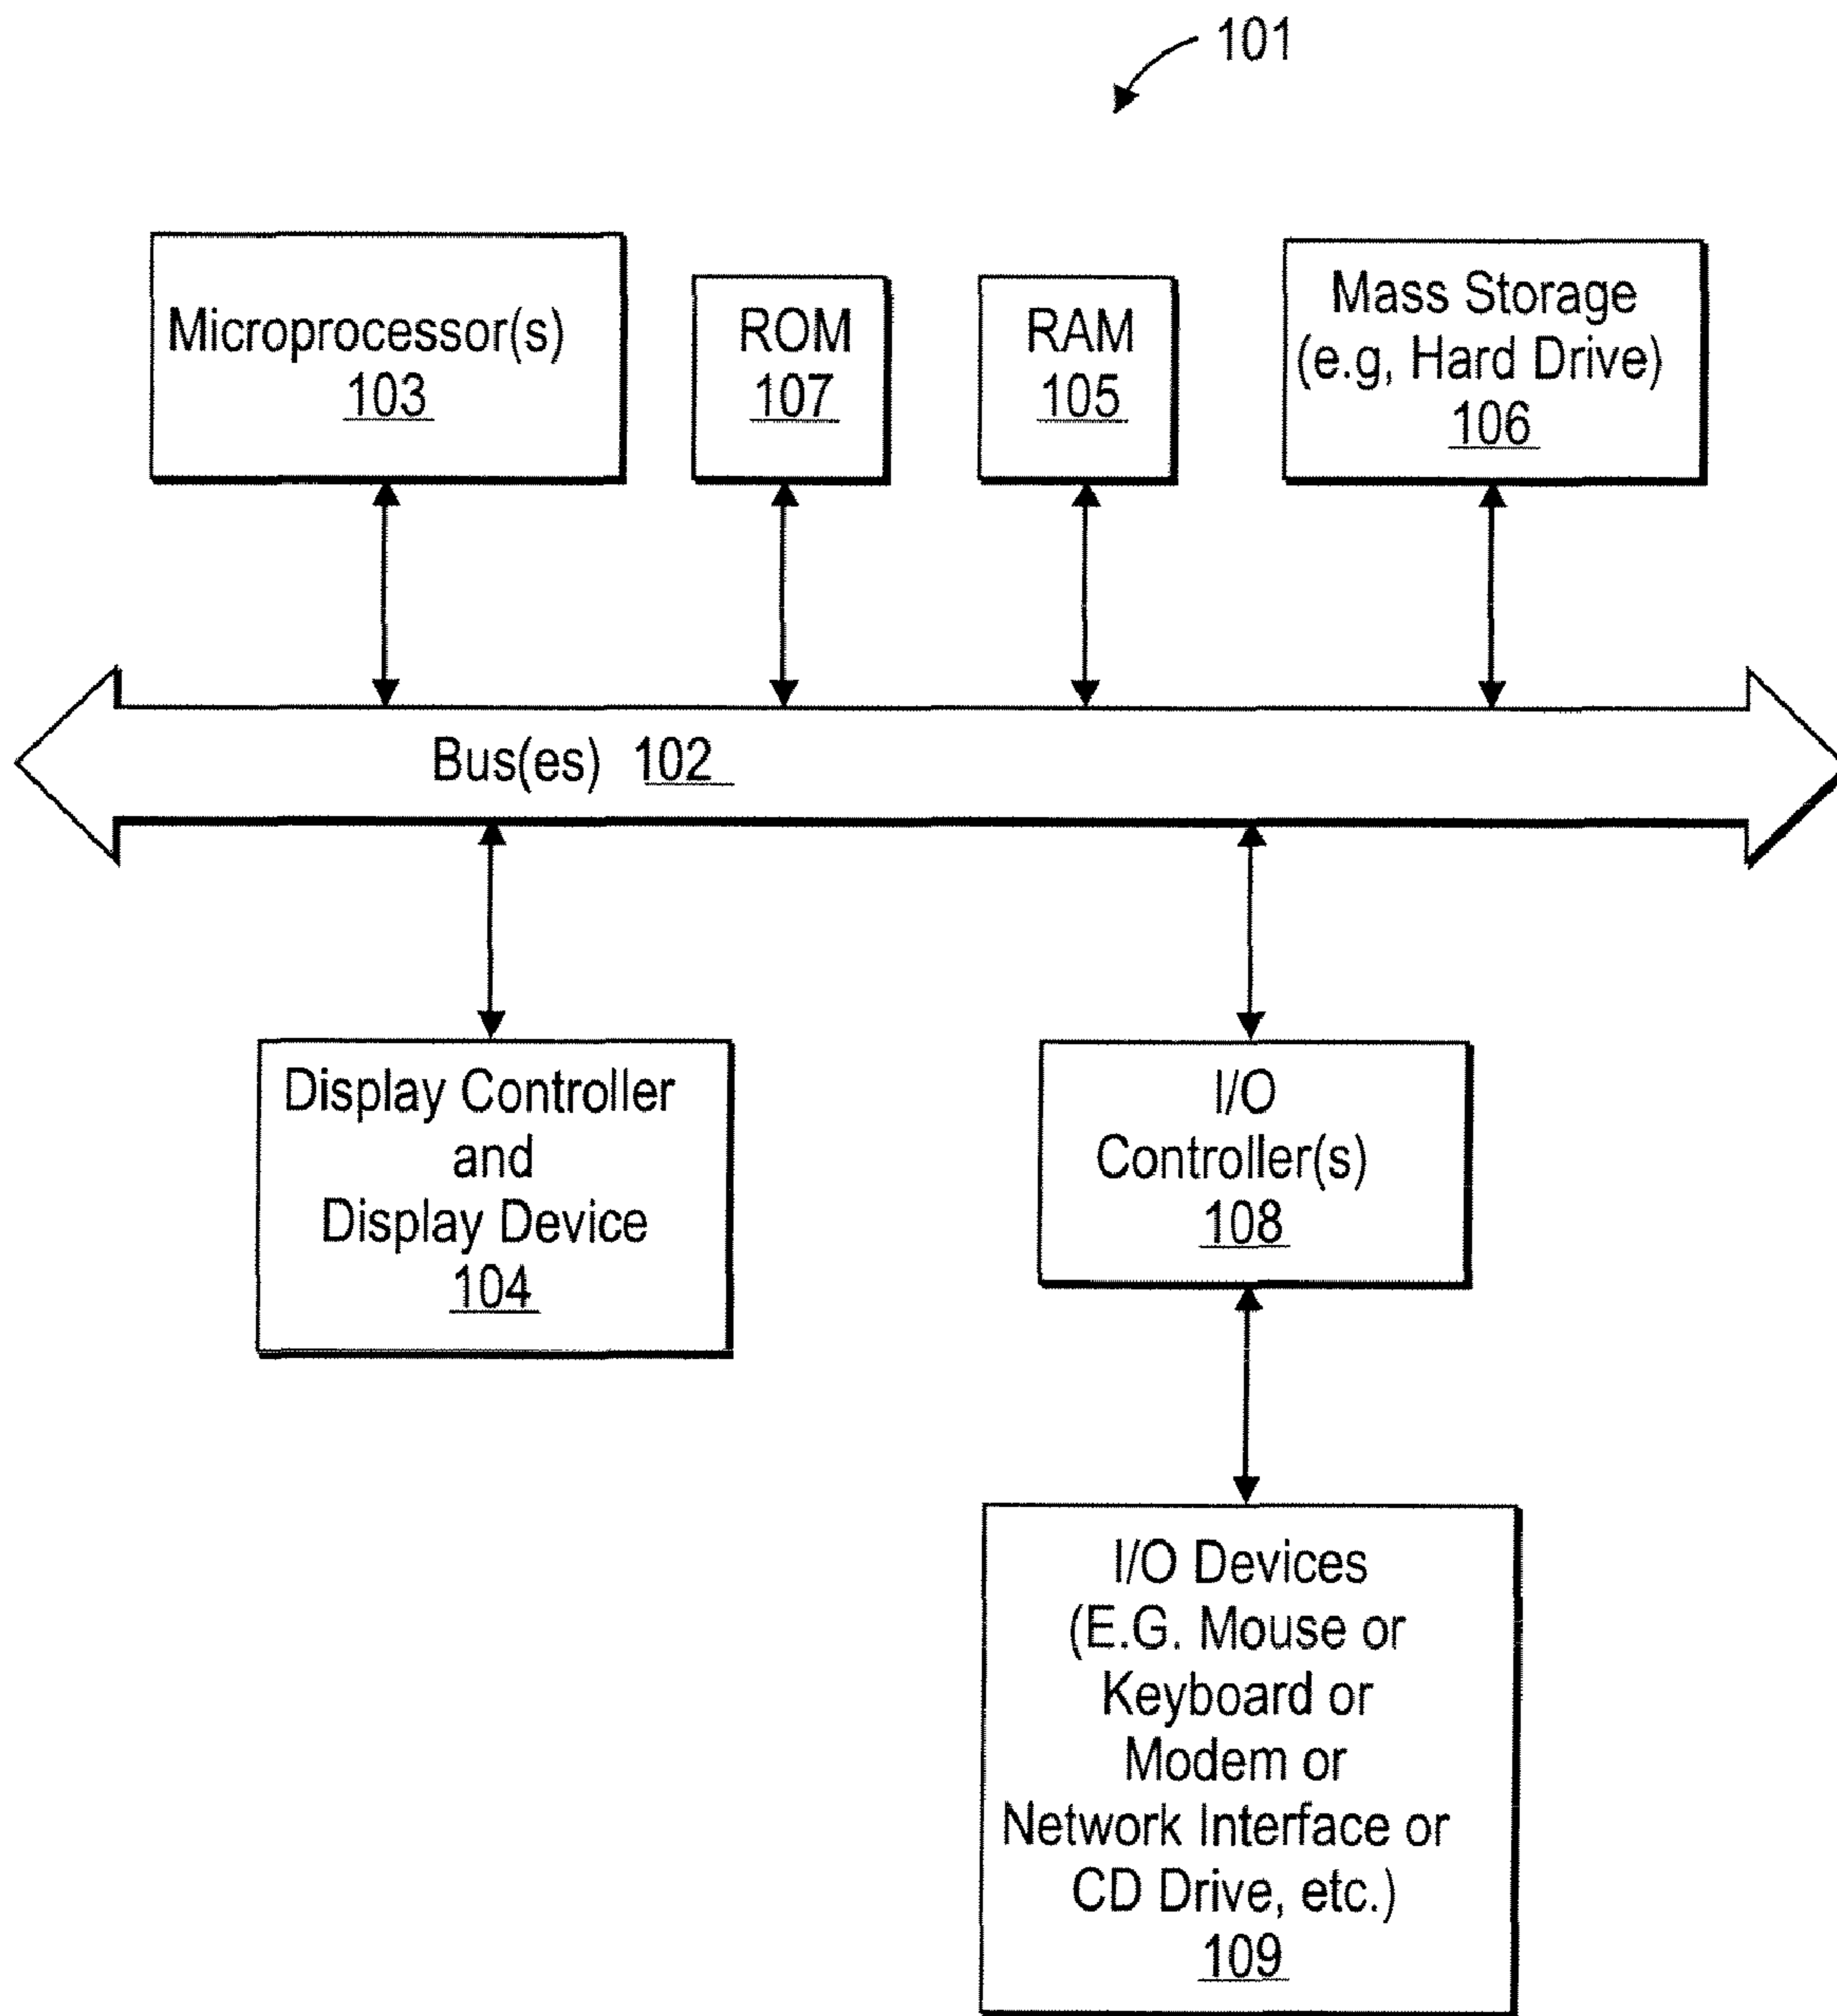 101
Microprocessor(s)
103
ROM
107
RAM
105
Mass Storage
(e.g, Hard Drive)
106
Bus(es) 102
Display Controller
and
Display Device
104
I/O
Controller(s)
108
I/O Devices
(E.G. Mouse or
Keyboard or
Modem or
Network Interface or
CD Drive, etc.)
109